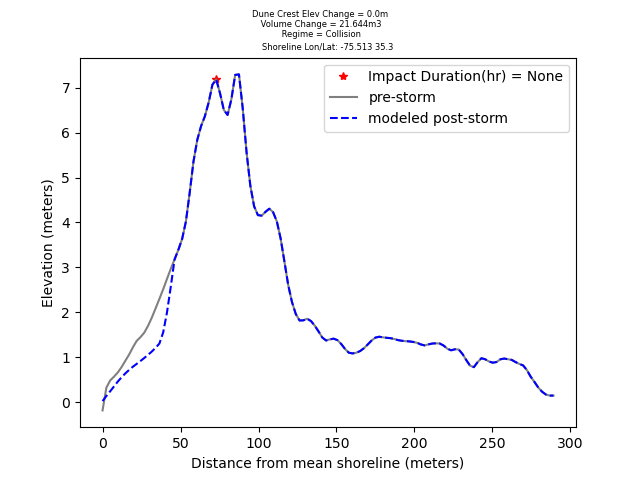 Dune Crest Elev Change = 0.0m
Volume Change = 21.644m3
Regime = Collision
Shoreline Lon/Lat: -75.513 35.3
Impact Duration(hr) = None
pre-storm
modeled post-storm
7
6
5
4
3
2
1
0
Elevation (meters)
0 50 100 150 200 250 300
Distance from mean shoreline (meters)